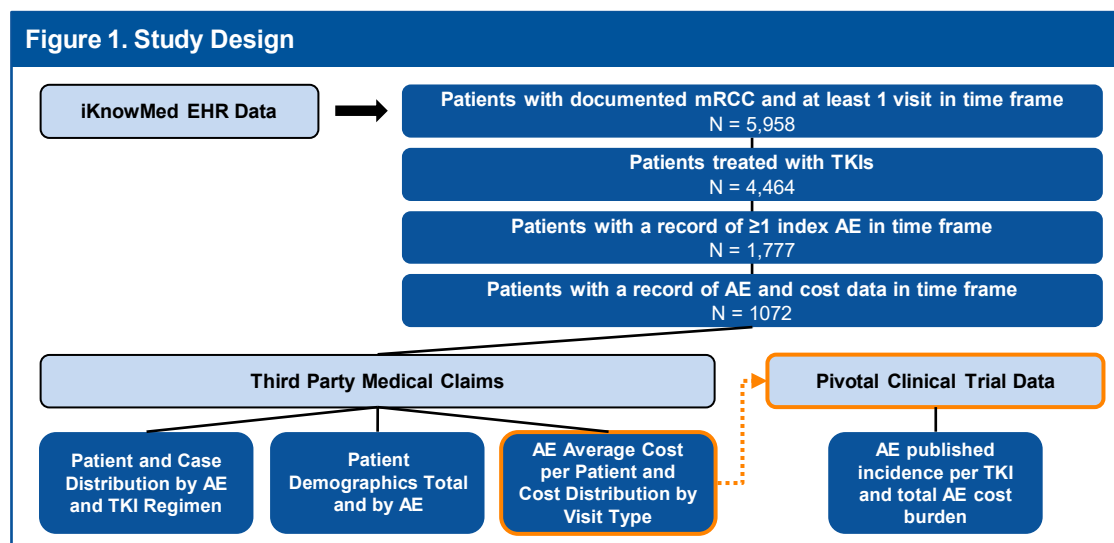 Figure 1. Study Design
iKnowMed EHR Data
Patients with documented mRCC and at least 1 visit in time frame
N = 5,958
Patients treated with TKIs
N = 4,464
Patients with a record of ≥1 index AE in time frame
N = 1,777
Patients with a record of AE and cost data in time frame
N = 1072
Third Party Medical Claims
Pivotal Clinical Trial Data
Patient and Case
Distribution by AE
and TKI Regimen
Patient
Demographics Total
and by AE
AE Average Cost
per Patient and
Cost Distribution by
Visit Type
AE published
incidence per TKI
and total AE cost
burden